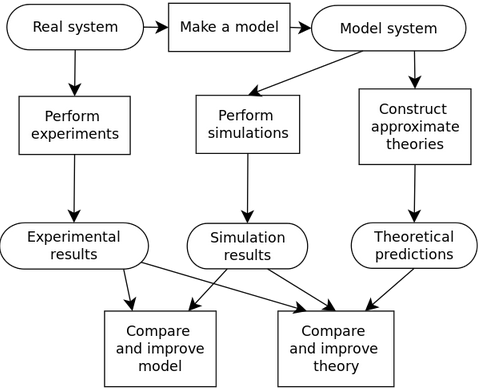 Real system
Make a model
Model system
Perform
experiments
Perform
simulations
Construct
approximate
theories
Experimental
results
Simulation
results
Theoretical
predictions
Compare
and improve
model
Compare
and improve
theory